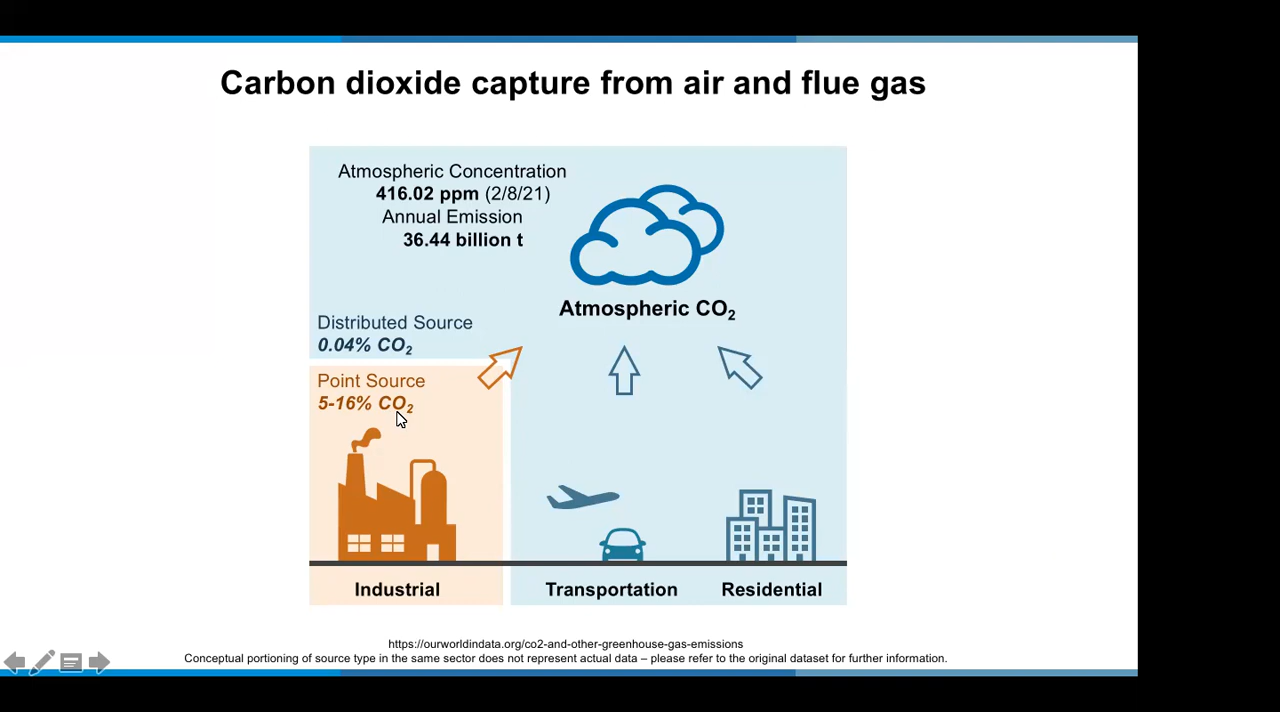 Carbon dioxide capture from air and flue gas
Atmospheric Concentration
416.02 ppm (2/8/21)
Annual Emission
36.44 billion t
Atmospheric CO₂
Distributed Source
0.04% CO₂
Point Source
5-16% CO₂
Industrial
Transportation
Residential
https://ourworldindata.org/co2-and-other-greenhouse-gas-emissions
Conceptual portioning of source type in the same sector does not represent actual data – please refer to the original dataset for further information.